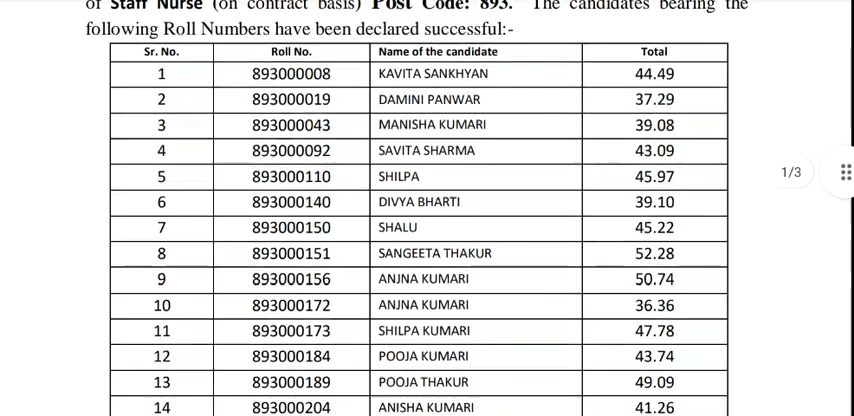 of Staff Nurse (on contract basis) Post Code: 893. The candidates bearing the
following Roll Numbers have been declared successful:-
Sr. No. Roll No. Name of the candidate Total
1 893000008 KAVITA SANKHYAN 44.49
2 893000019 DAMINI PANWAR 37.29
3 893000043 MANISHA KUMARI 39.08
4 893000092 SAVITA SHARMA 43.09
5 893000110 SHILPA 45.97
6 893000140 DIVYA BHARTI 39.10
7 893000150 SHALU 45.22
8 893000151 SANGEETA THAKUR 52.28
9 893000156 ANJNA KUMARI 50.74
10 893000172 ANJNA KUMARI 36.36
11 893000173 SHILPA KUMARI 47.78
12 893000184 POOJA KUMARI 43.74
13 893000189 POOJA THAKUR 49.09
14 893000204 ANISHA KUMARI 41.26
1/3